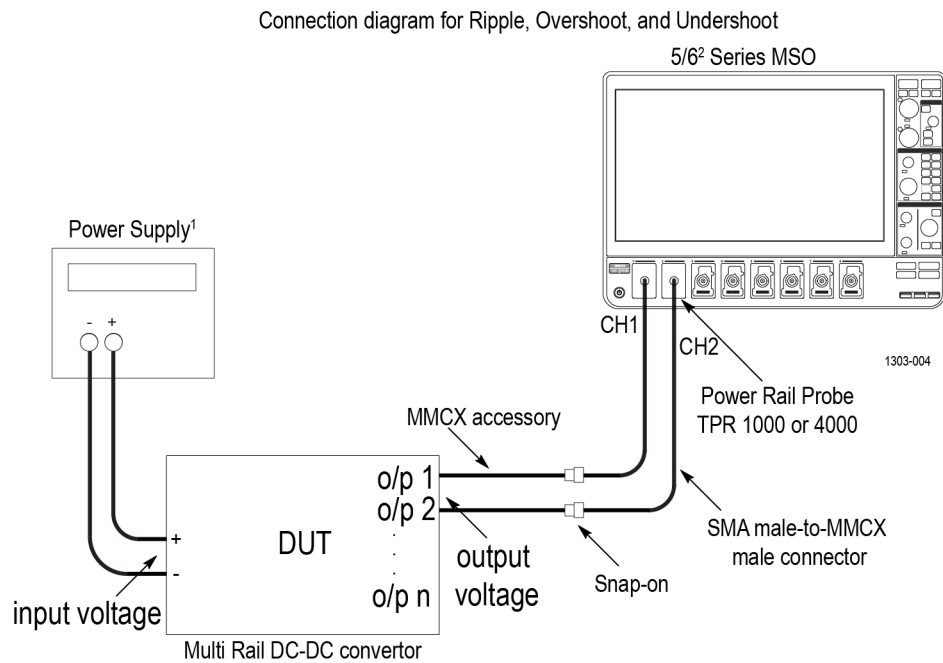 Connection diagram for Ripple, Overshoot, and Undershoot
5/6² Series MSO
Power Supply¹
- +
CH1
CH2
1303-004
Power Rail Probe
TPR 1000 or 4000
MMCX accessory
o/p 1
o/p 2
.
.
.
o/p n
DUT
+
-
input voltage
output
voltage
SMA male-to-MMCX
male connector
Snap-on
Multi Rail DC-DC convertor